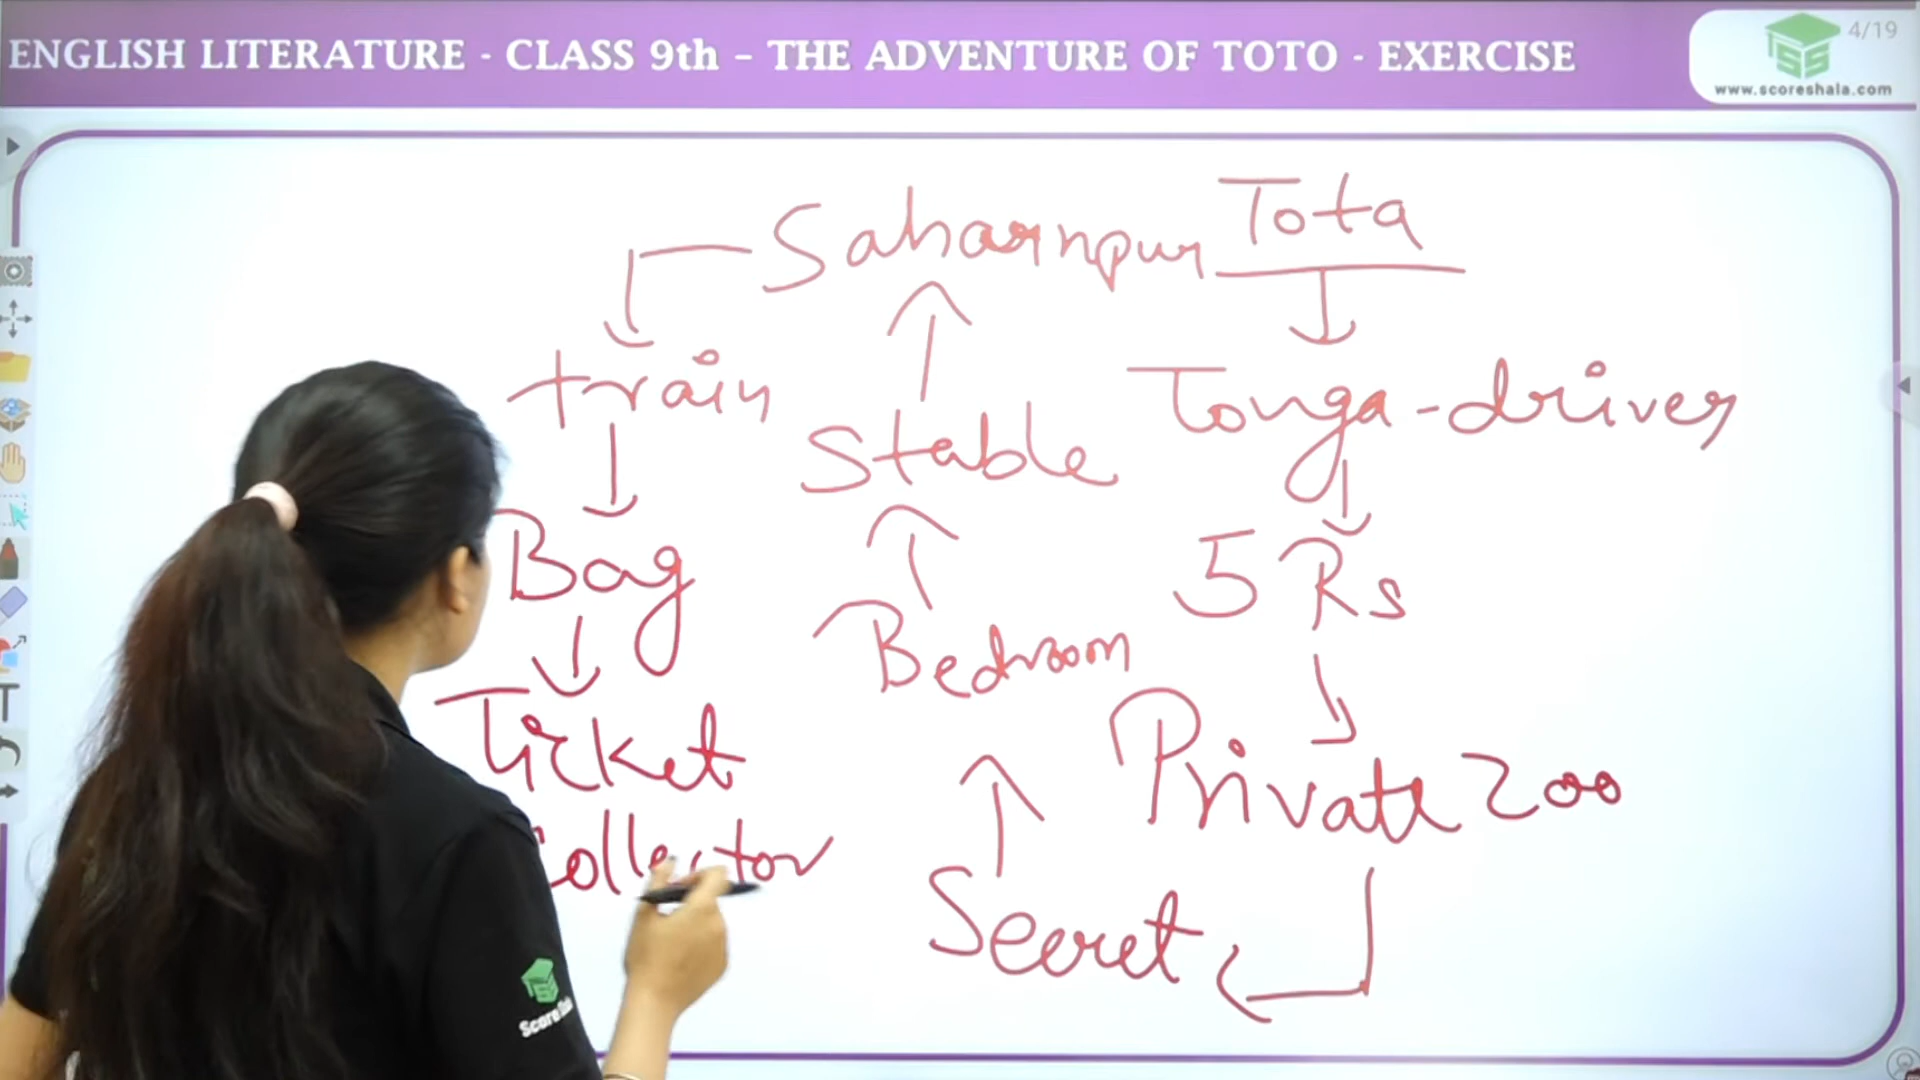 ENGLISH LITERATURE - CLASS 9th – THE ADVENTURE OF TOTO - EXERCISE
4/19
www.scoreshala.com
Saharnpur
Tota
train
Stable
Tonga-driver
Bag
5 Rs
Bedroom
Ticket
Collector
Private Zoo
Secret
T